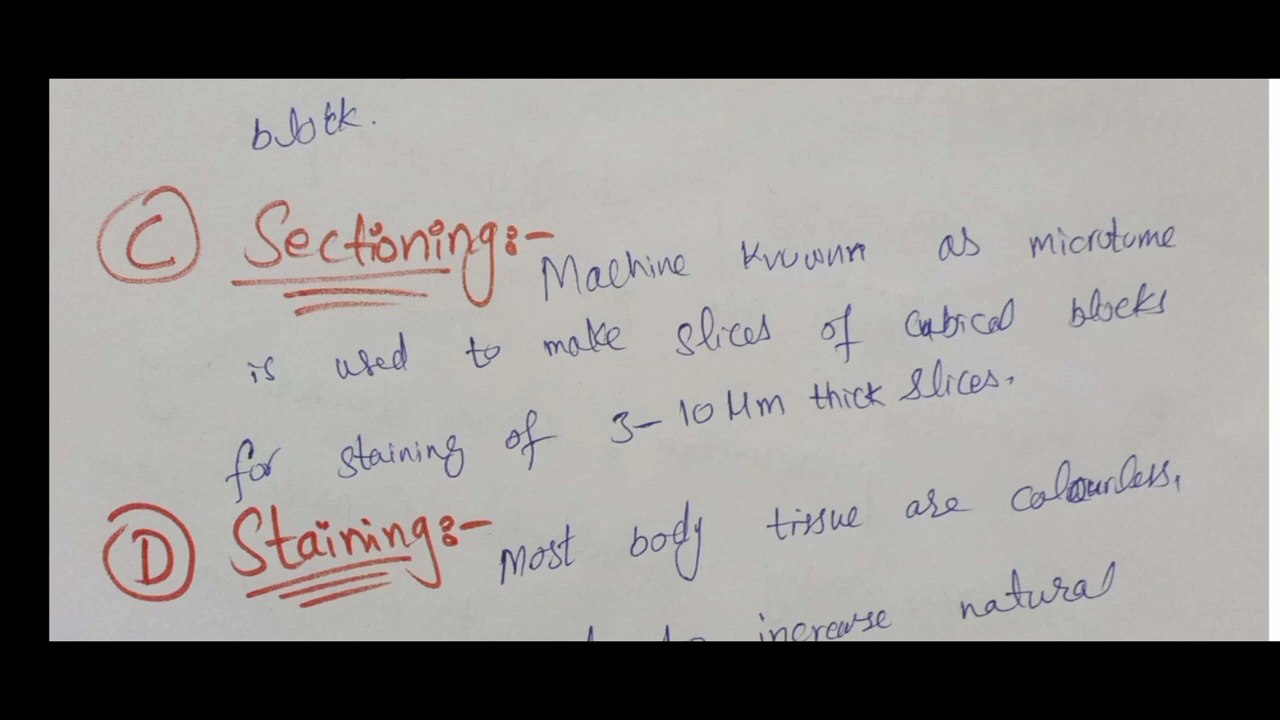 block.
C Sectioning:- Machine known as microtome
is used to make slices of cubical blocks
for staining of 3-10 μm thick slices.
D Staining:- Most body tissue are colourless,
increase natural